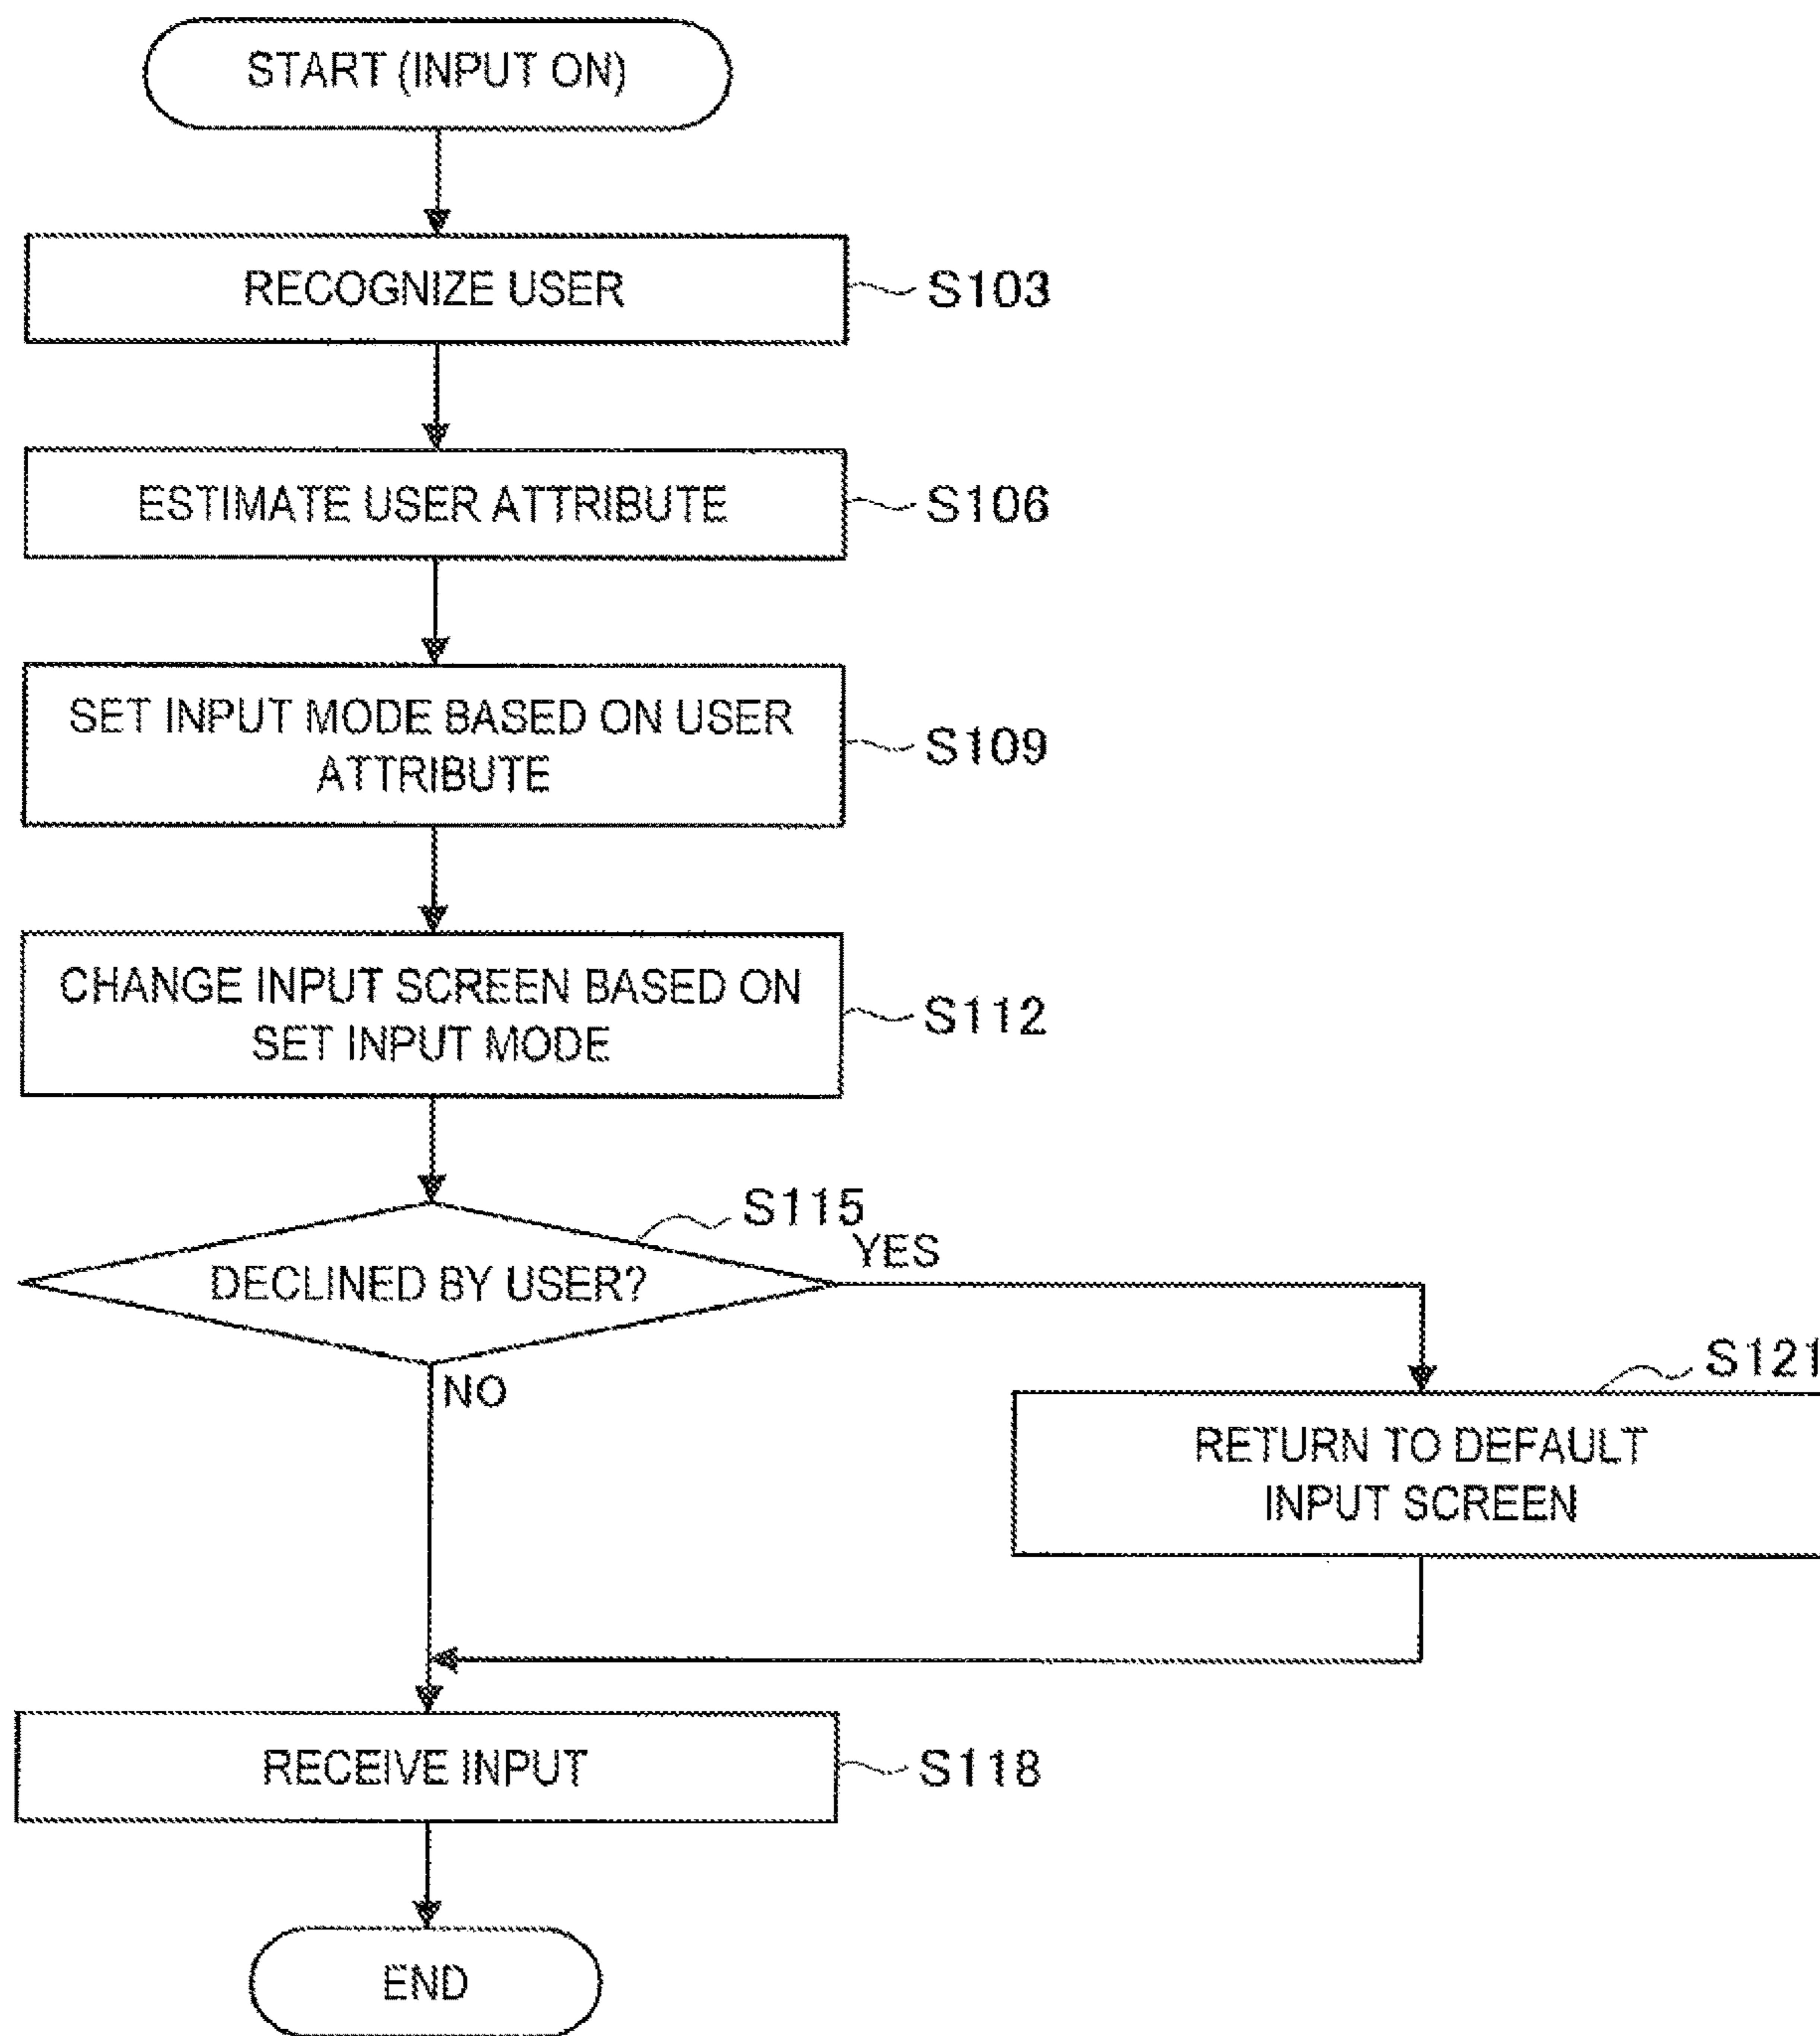 START (INPUT ON)
RECOGNIZE USER
S103
ESTIMATE USER ATTRIBUTE
S106
SET INPUT MODE BASED ON USER
ATTRIBUTE
S109
CHANGE INPUT SCREEN BASED ON
SET INPUT MODE
S112
S115
DECLINED BY USER?
YES
NO
S121
RETURN TO DEFAULT
INPUT SCREEN
RECEIVE INPUT
S118
END